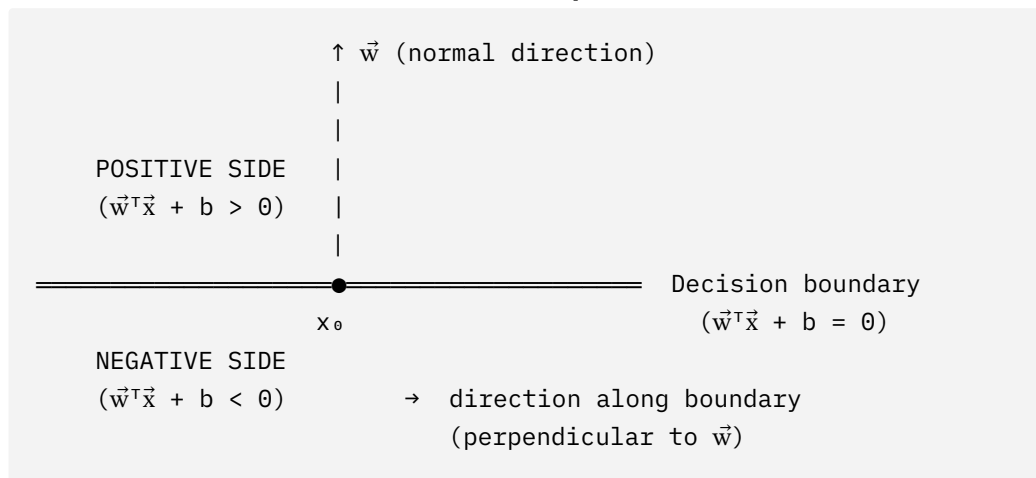 ↑ w⃗ (normal direction)
|
|
POSITIVE SIDE |
(w⃗ᵀx⃗ + b > 0) |
|
════════════════════●════════════════════ Decision boundary
x₀ (w⃗ᵀx⃗ + b = 0)
NEGATIVE SIDE
(w⃗ᵀx⃗ + b < 0) → direction along boundary
(perpendicular to w⃗)